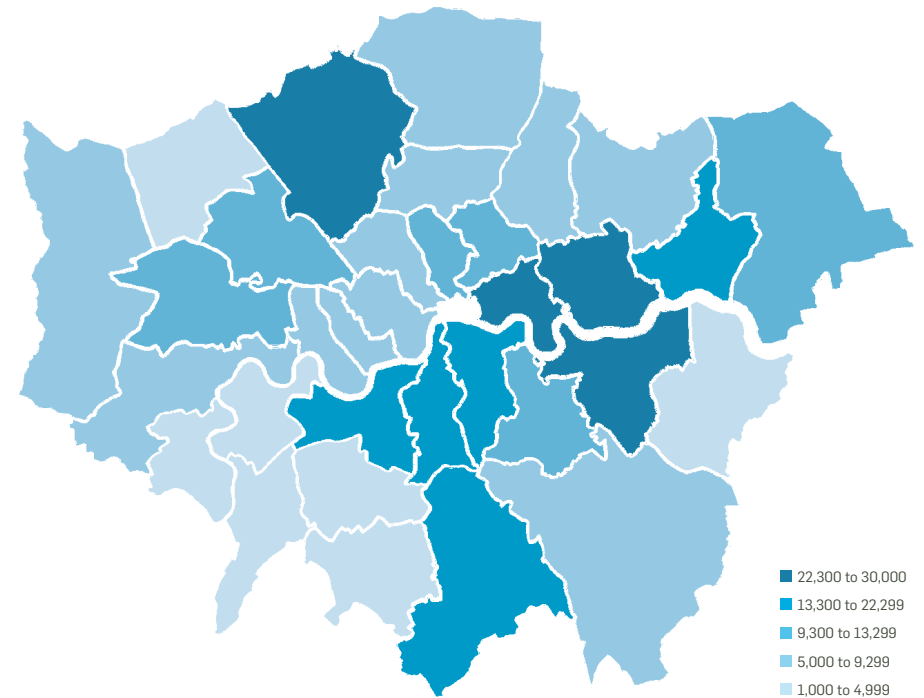 22,300 to 30,000
13,300 to 22,299
9,300 to 13,299
5,000 to 9,299
1,000 to 4,999